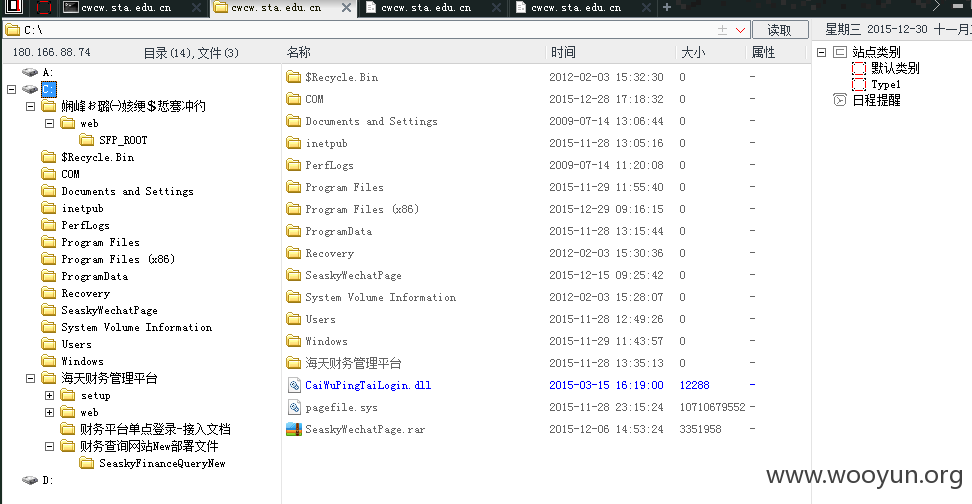 cwcw.sta.edu.cn cwcw.sta.edu.cn cwcw.sta.edu.cn cwcw.sta.edu.cn
C:\ 读取 星期三 2015-12-30 十一月
180.166.88.74 目录(14),文件(3) 名称 时间 大小 属性
A:
C:
web
SFP_ROOT
$Recycle.Bin
COM
Documents and Settings
inetpub
PerfLogs
Program Files
Program Files (x86)
ProgramData
Recovery
SeaskyWechatPage
System Volume Information
Users
Windows
海天财务管理平台
setup
web
财务平台单点登录-接入文档
财务查询网站New部署文件
SeaskyFinanceQueryNew
D:
$Recycle.Bin 2012-02-03 15:32:30 0 -
COM 2015-12-28 17:18:32 0 -
Documents and Settings 2009-07-14 13:06:44 0 -
inetpub 2015-11-28 13:05:16 0 -
PerfLogs 2009-07-14 11:20:08 0 -
Program Files 2015-11-29 11:55:40 0 -
Program Files (x86) 2015-12-29 09:16:15 0 -
ProgramData 2015-11-28 13:15:44 0 -
Recovery 2012-02-03 15:30:36 0 -
SeaskyWechatPage 2015-12-15 09:25:42 0 -
System Volume Information 2012-02-03 15:28:07 0 -
Users 2015-11-28 12:49:26 0 -
Windows 2015-11-29 11:43:57 0 -
海天财务管理平台 2015-11-28 13:35:13 0 -
CaiWuPingTaiLogin.dll 2015-03-15 16:19:00 12288 -
pagefile.sys 2015-11-28 23:15:24 10710679552 -
SeaskyWechatPage.rar 2015-12-06 14:53:24 3351958 -
站点类别
默认类别
Type1
日程提醒
www.wooyun.org